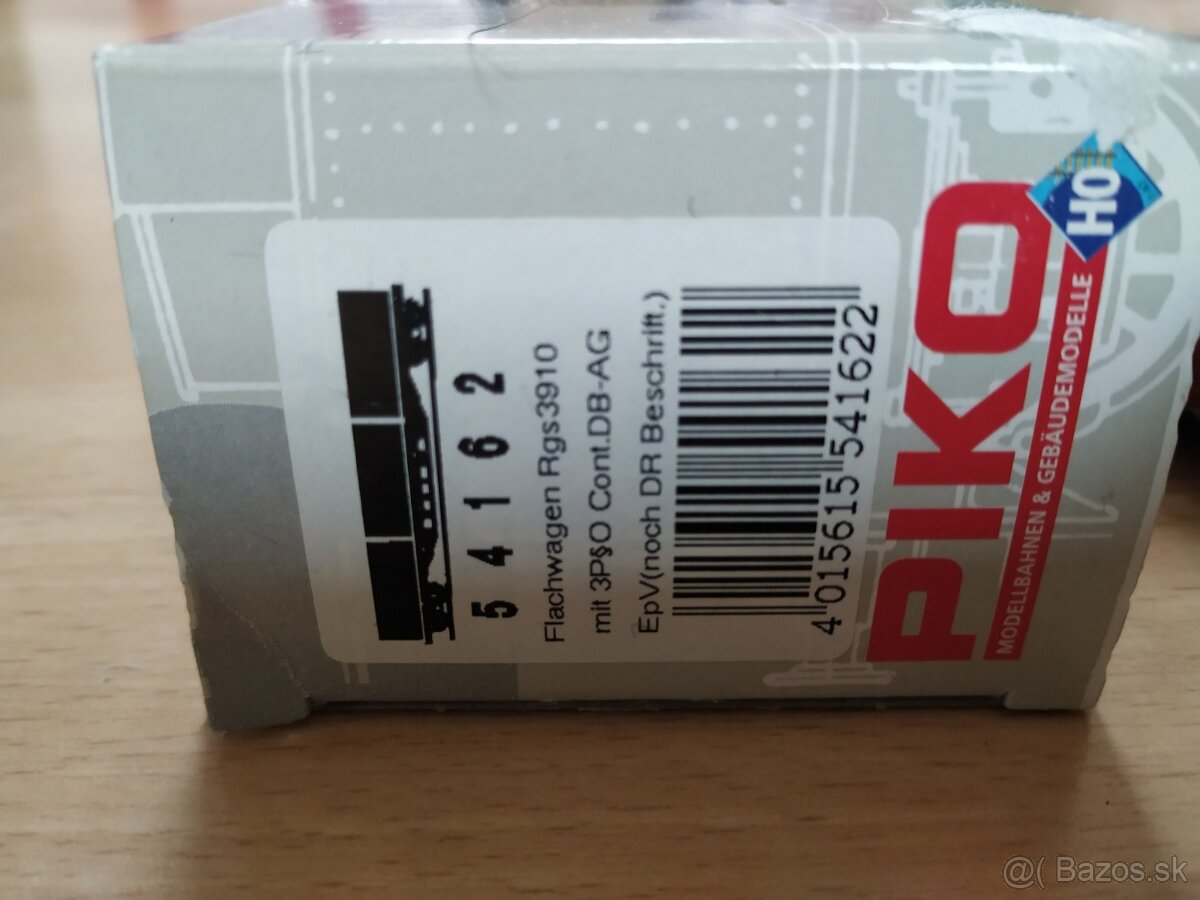 5 4 1 6 2
Flachwagen Rgs3910
mit 3P§O Cont.DB-AG
EpV(noch DR Beschrift.)
4 015615 541622
PIKO
HO
MODELLBAHNEN & GEBÄUDEMODELLE
@( Bazos.sk